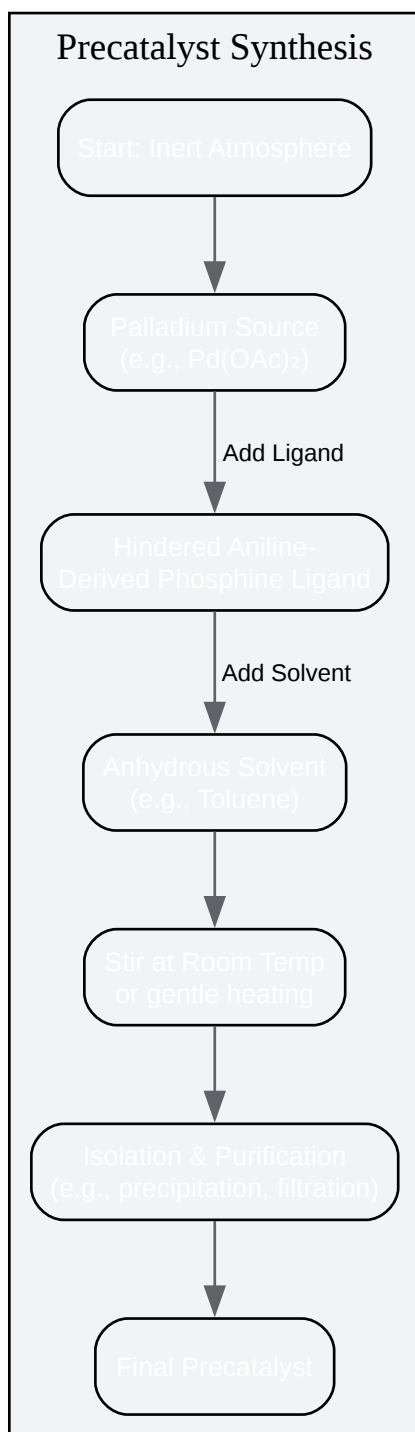 Precatalyst Synthesis
Start: Inert Atmosphere
Palladium Source
(e.g., Pd(OAc)₂)
Add Ligand
Hindered Aniline-
Derived Phosphine Ligand
Add Solvent
Anhydrous Solvent
(e.g., Toluene)
Stir at Room Temp
or gentle heating
Isolation & Purification
(e.g., precipitation, filtration)
Final Precatalyst